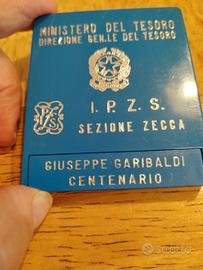 MINISTERO DEL TESORO
DIREZIONE GEN.LE DEL TESORO
I.P.Z.S.
SEZIONE ZECCA
GIUSEPPE GARIBALDI
CENTENARIO